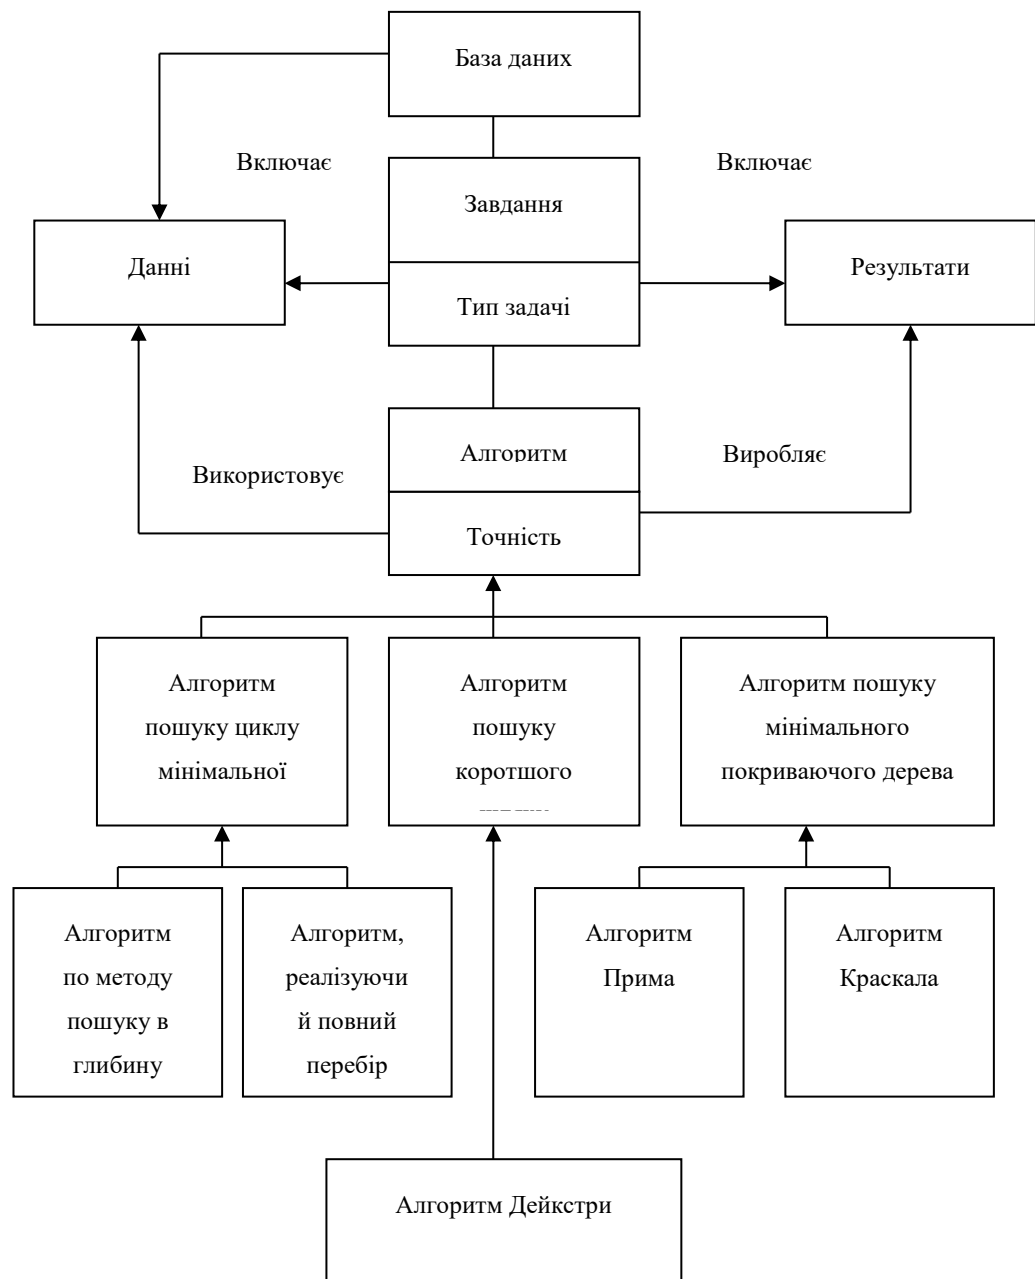 База даних
Включає
Включає
Завдання
Данні
Результати
Тип задачі
Алгоритм
Використовує
Виробляє
Точність
Алгоритм
пошуку циклу
мінімальної
Алгоритм
пошуку
коротшого
Алгоритм пошуку
мінімального
покриваючого дерева
Алгоритм
по методу
пошуку в
глибину
Алгоритм,
реалізуючи
й повний
перебір
Алгоритм
Прима
Алгоритм
Краскала
Алгоритм Дейкстри